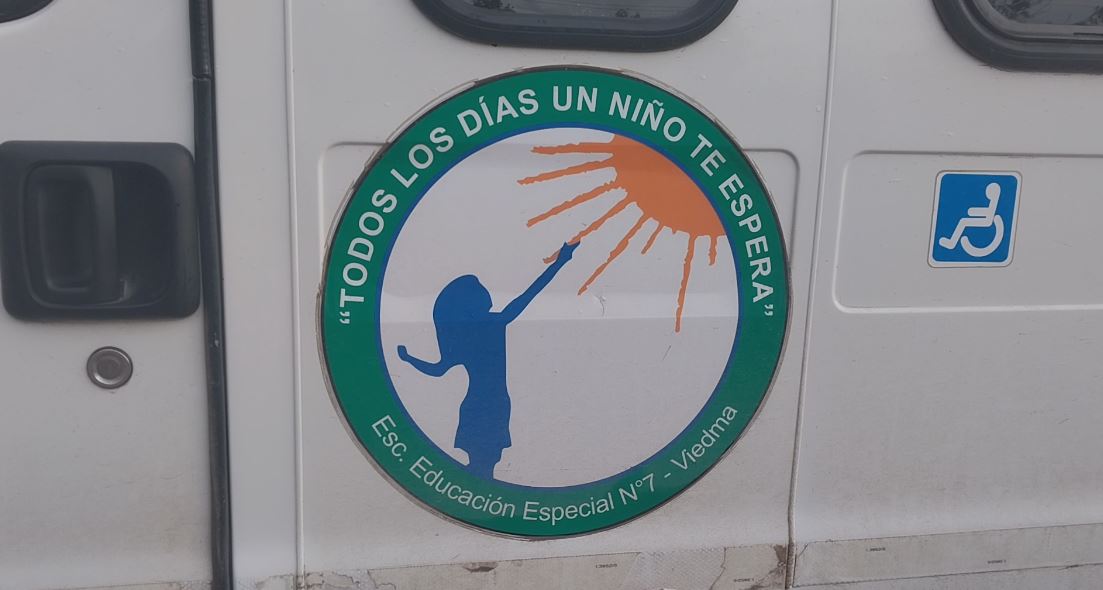 “TODOS LOS DÍAS UN NIÑO TE ESPERA”
Esc. Educación Especial N°7 - Viedma